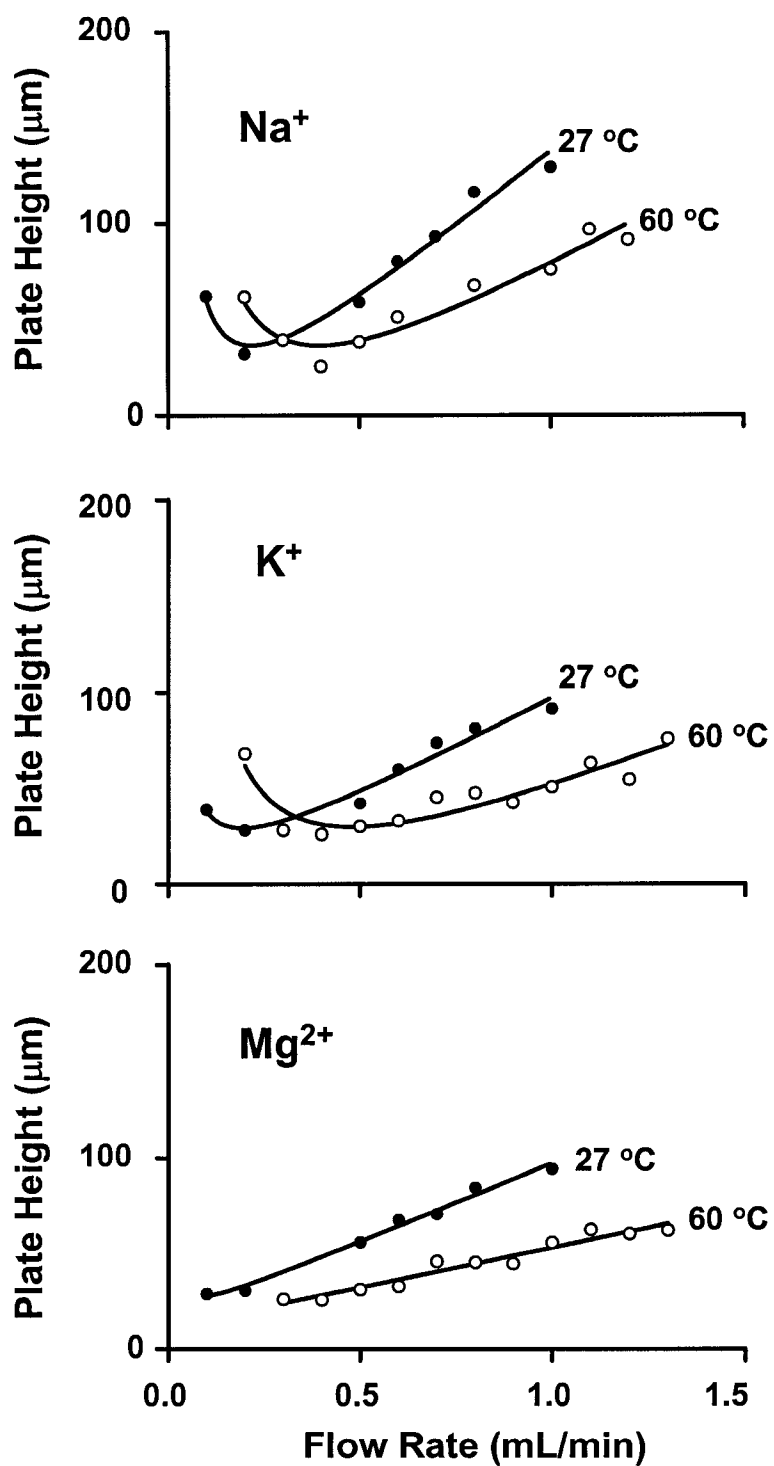 200
Na⁺
27 °C
Plate Height (μm)
100
60 °C
0
200
K⁺
27 °C
Plate Height (μm)
100
60 °C
0
200
Mg²⁺
Plate Height (μm)
100
27 °C
60 °C
0
0.0 0.5 1.0 1.5
Flow Rate (mL/min)